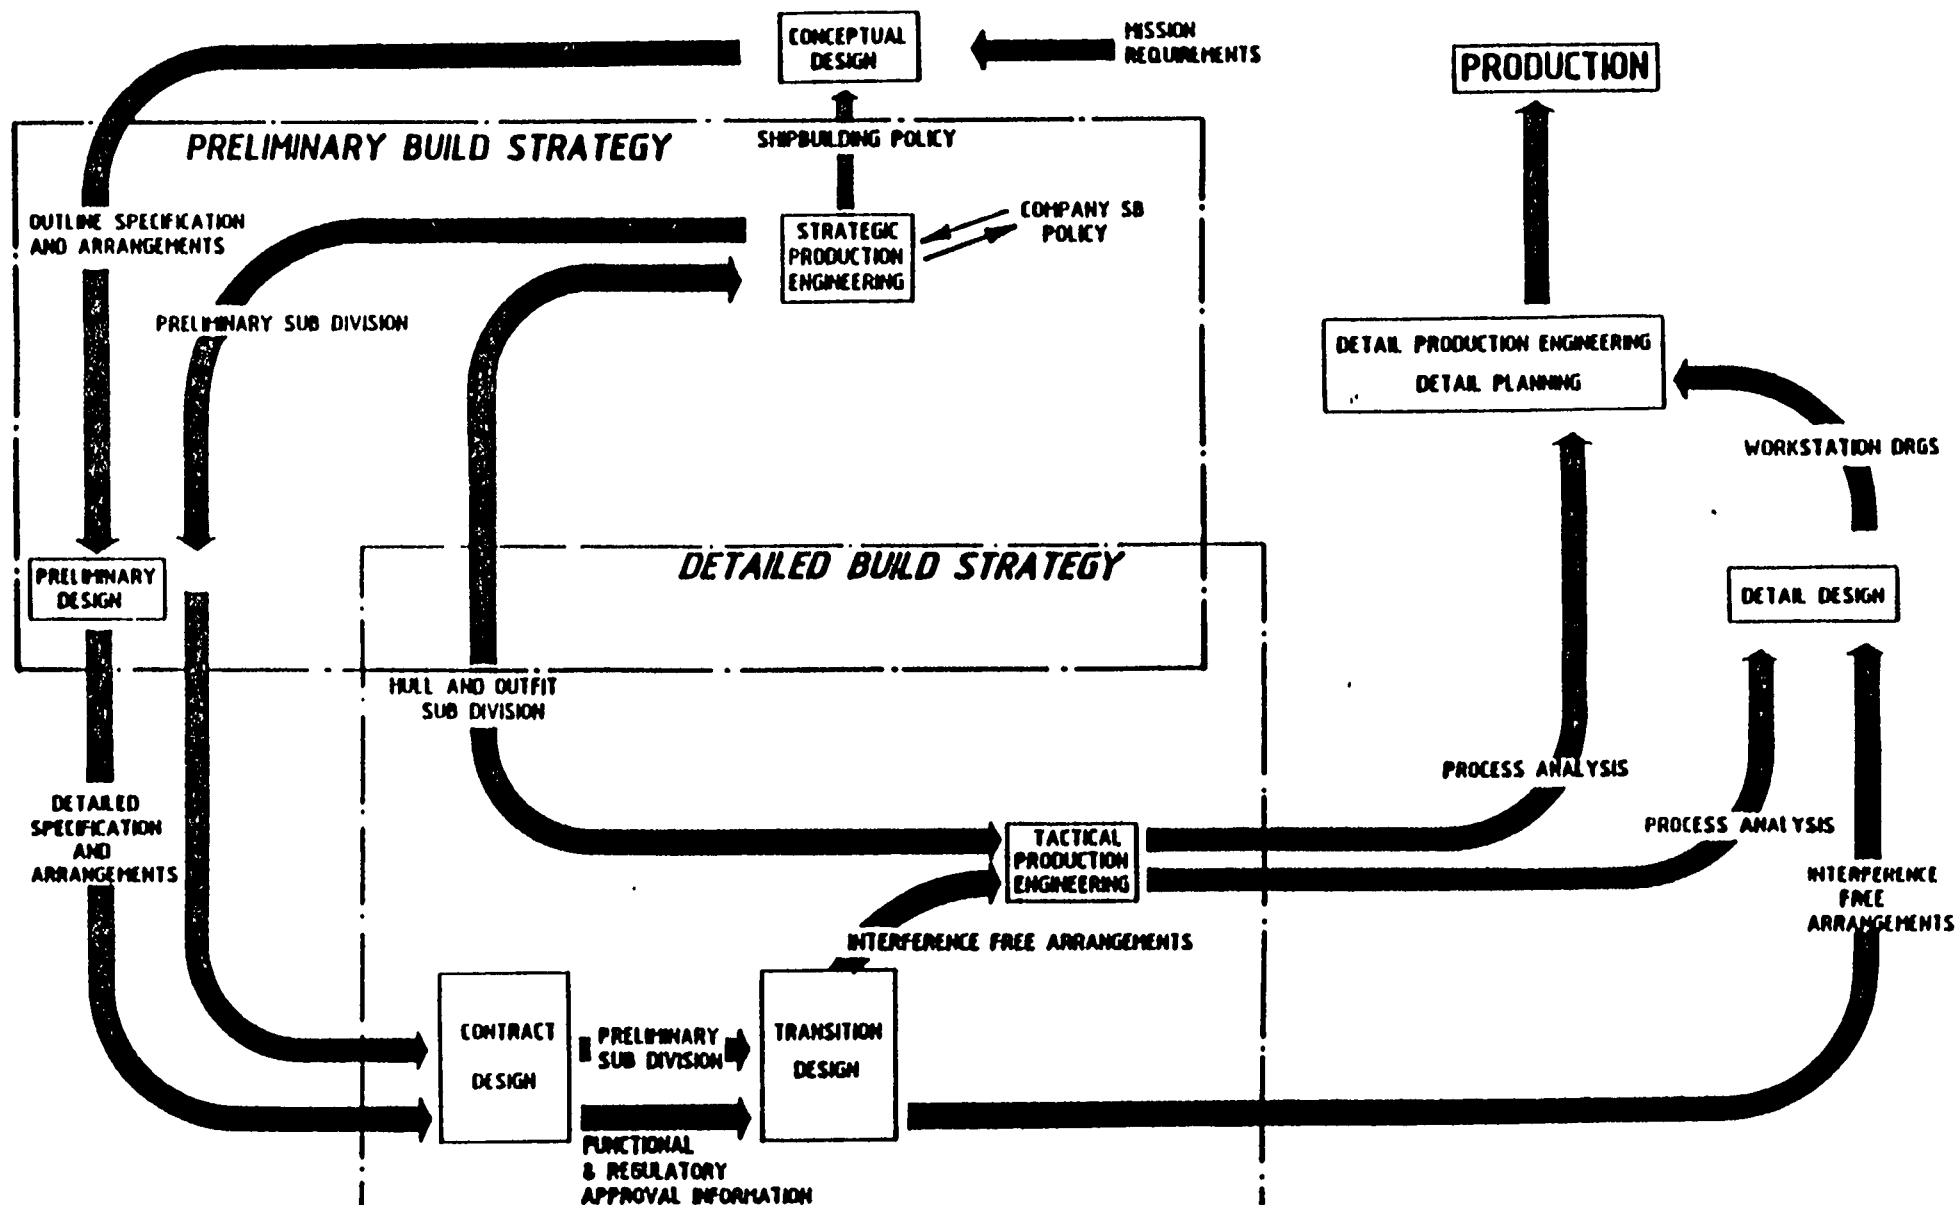 CONCEPTUAL
DESIGN
MISSION
REQUIREMENTS
PRODUCTION
PRELIMINARY BUILD STRATEGY
SHIPBUILDING POLICY
OUTLINE SPECIFICATION
AND ARRANGEMENTS
STRATEGIC
PRODUCTION
ENGINEERING
COMPANY SB
POLICY
PRELIMINARY SUB DIVISION
DETAIL PRODUCTION ENGINEERING
DETAIL PLANNING
WORKSTATION DRGS
PRELIMINARY
DESIGN
DETAILED BUILD STRATEGY
DETAIL DESIGN
HULL AND OUTFIT
SUB DIVISION
DETAILED
SPECIFICATION
AND
ARRANGEMENTS
PROCESS ANALYSIS
PROCESS ANALYSIS
TACTICAL
PRODUCTION
ENGINEERING
INTERFERENCE
FREE
ARRANGEMENTS
INTERFERENCE FREE ARRANGEMENTS
CONTRACT
DESIGN
PRELIMINARY
SUB DIVISION
TRANSITION
DESIGN
FUNCTIONAL
& REGULATORY
APPROVAL INFORMATION